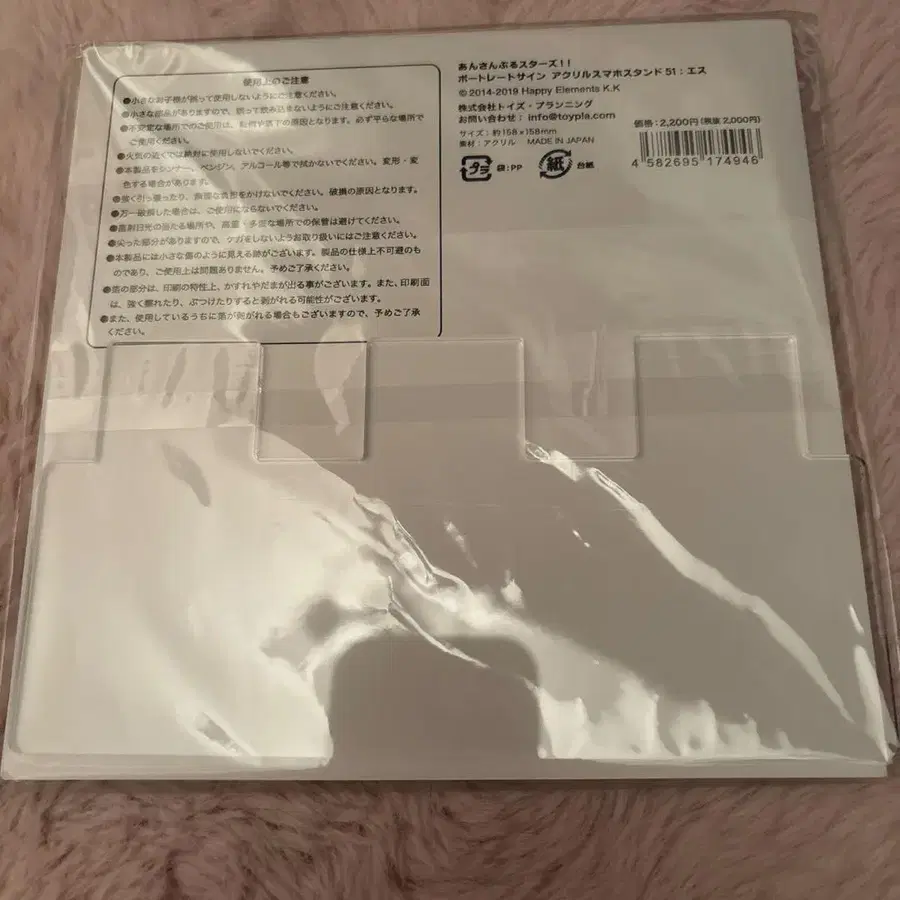 使用上のご注意
●小さなお子様が誤って使用しないようにご注意ください。
●小さな部品がありますので、誤って飲み込まないようにご注意ください。
●不安定な場所でのご使用は、転倒や落下の原因となります。必ず平らな場所で
ご使用ください。
●火気の近くでは絶対に使用しないでください。
●本製品をシンナー、ベンジン、アルコール等で拭かないでください。変形・変
色する場合があります。
●強く引っ張ったり、無理な負担をかけないでください。破損の原因となります。
●万一破損した場合は、ご使用にならないでください。
●直射日光の当たる場所や、高温・多湿な場所での保管は避けてください。
●尖った部分がありますので、ケガをしないようお取り扱いにはご注意ください。
●本製品には小さな傷のように見える跡がございます。製品の仕様上不可避のも
のであり、ご使用上は問題ありません。予めご了承ください。
●箔の部分は、印刷の特性上、かすれやだまが出る事がございます。また、印刷面
は、強く擦れたり、ぶつけたりすると剥がれる可能性がございます。
●また、使用しているうちに箔が剥がれる場合もございますので、予めご了承
ください。
あんさんぶるスターズ!!
ポートレートサイン アクリルスマホスタンド 51:エス
©2014-2019 Happy Elements K.K
株式会社トイズ・プランニング
お問い合わせ:info@toypla.com
サイズ:約158×158mm
素材:アクリル MADE IN JAPAN
プラ 袋:PP 紙 台紙
価格:2,200円(税抜 2,000円)
4 582695 174946